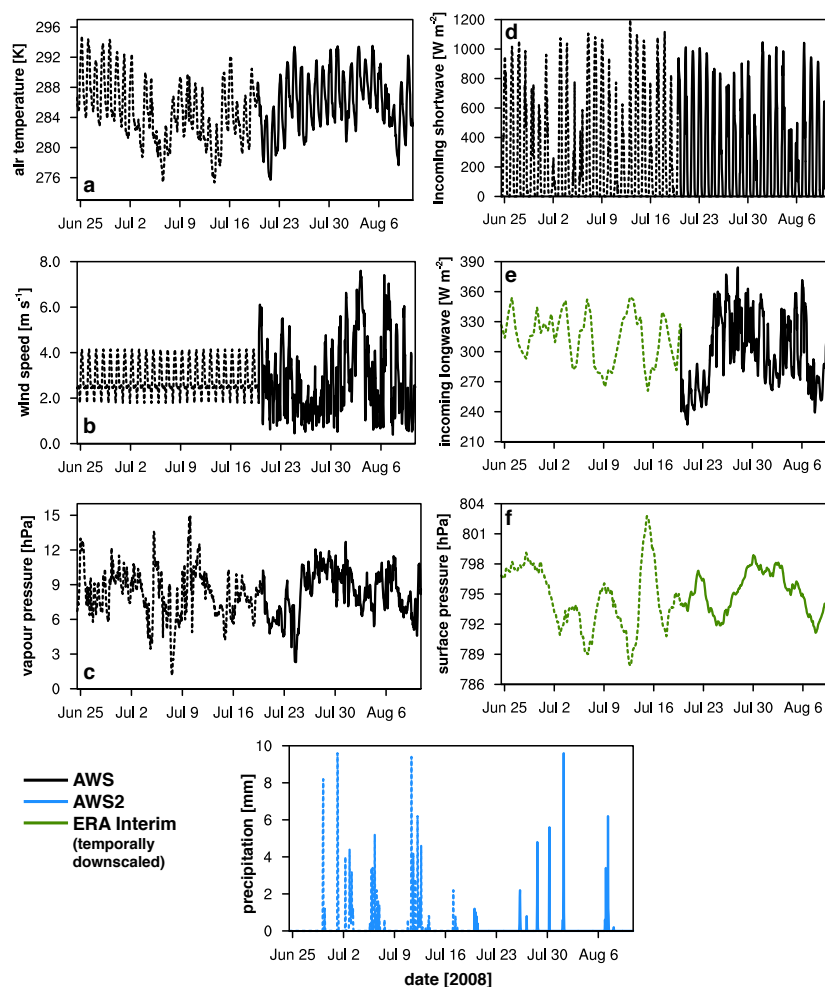 296
292
288
284
280
276
air temperature [K]
a
Jun 25 Jul 2 Jul 9 Jul 16 Jul 23 Jul 30 Aug 6
1200
1000
800
600
400
200
0
Incoming shortwave [W m-2]
d
Jun 25 Jul 2 Jul 9 Jul 16 Jul 23 Jul 30 Aug 6
8.0
6.0
4.0
2.0
0.0
wind speed [m s-1]
b
Jun 25 Jul 2 Jul 9 Jul 16 Jul 23 Jul 30 Aug 6
390
360
330
300
270
240
210
incoming longwave [W m-2]
e
Jun 25 Jul 2 Jul 9 Jul 16 Jul 23 Jul 30 Aug 6
15
12
9
6
3
0
vapour pressure [hPa]
c
Jun 25 Jul 2 Jul 9 Jul 16 Jul 23 Jul 30 Aug 6
804
801
798
795
792
789
786
surface pressure [hPa]
f
Jun 25 Jul 2 Jul 9 Jul 16 Jul 23 Jul 30 Aug 6
AWS
AWS2
ERA Interim
(temporally
downscaled)
10
8
6
4
2
0
precipitation [mm]
Jun 25 Jul 2 Jul 9 Jul 16 Jul 23 Jul 30 Aug 6
date [2008]